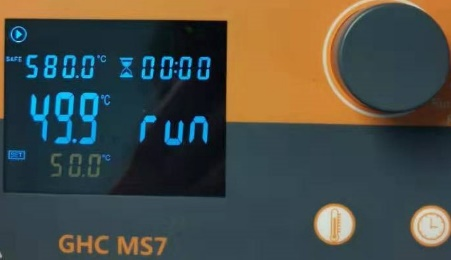 SAFE 580.0°C 00:00
49.9°C run
SET 50.0°C
GHC MS7